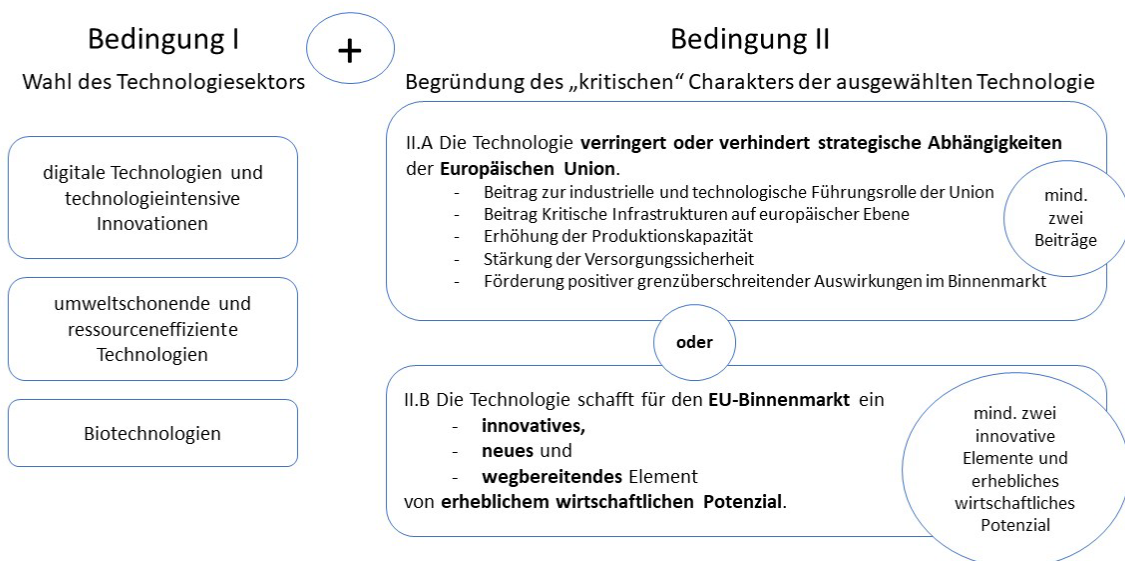 Bedingung I
+
Bedingung II
Wahl des Technologiesektors
Begründung des „kritischen“ Charakters der ausgewählten Technologie
digitale Technologien und
technologieintensive
Innovationen
umweltschonende und
ressourceneffiziente
Technologien
Biotechnologien
II.A Die Technologie verringert oder verhindert strategische Abhängigkeiten
der Europäischen Union.
- Beitrag zur industrielle und technologische Führungsrolle der Union
- Beitrag Kritische Infrastrukturen auf europäischer Ebene
- Erhöhung der Produktionskapazität
- Stärkung der Versorgungssicherheit
- Förderung positiver grenzüberschreitender Auswirkungen im Binnenmarkt
mind.
zwei
Beiträge
oder
II.B Die Technologie schafft für den EU-Binnenmarkt ein
- innovatives,
- neues und
- wegbereitendes Element
von erheblichem wirtschaftlichen Potenzial.
mind. zwei
innovative
Elemente und
erhebliches
wirtschaftliches
Potenzial